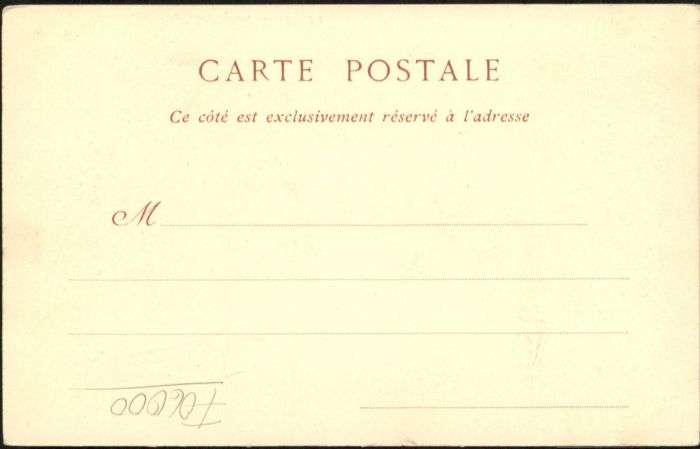 CARTE POSTALE
Ce côté est exclusivement réservé à l'adresse
M